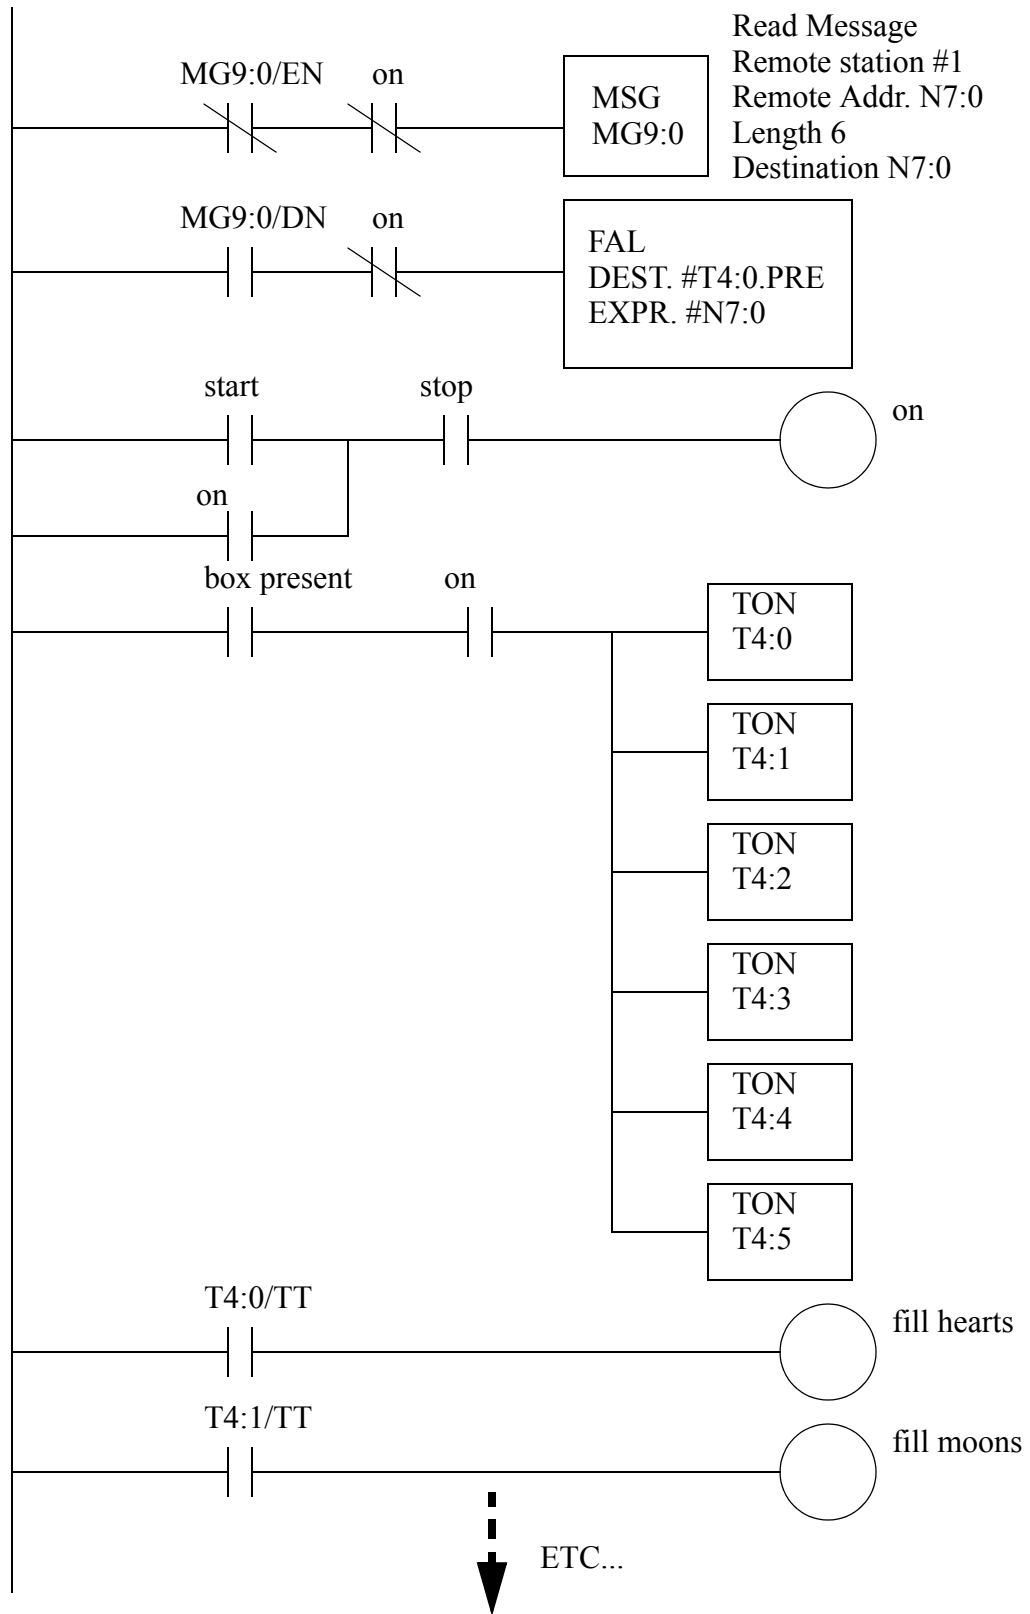 Read Message
Remote station #1
Remote Addr. N7:0
Length 6
Destination N7:0
MG9:0/EN
on
MSG
MG9:0
MG9:0/DN
on
FAL
DEST. #T4:0.PRE
EXPR. #N7:0
start
stop
on
on
box present
on
TON
T4:0
TON
T4:1
TON
T4:2
TON
T4:3
TON
T4:4
TON
T4:5
T4:0/TT
fill hearts
T4:1/TT
fill moons
ETC...